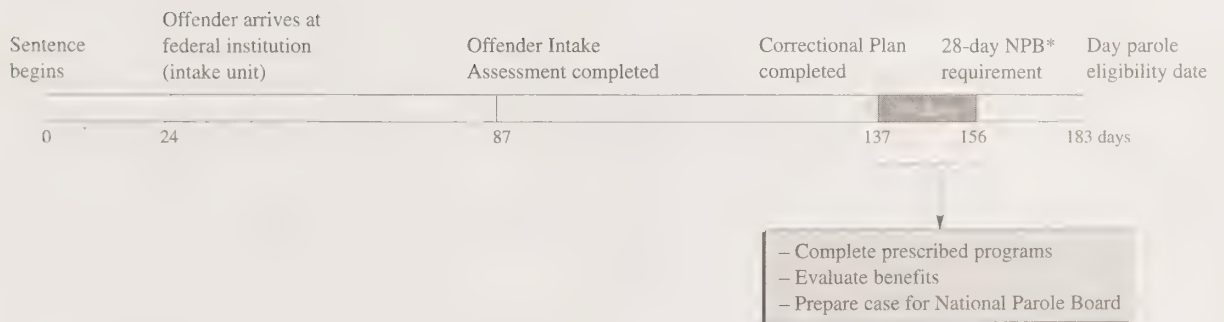 Sentence
begins
Offender arrives at
federal institution
(intake unit)
Offender Intake
Assessment completed
Correctional Plan
completed
28-day NPB*
requirement
Day parole
eligibility date
0
24
87
137
156
183 days
– Complete prescribed programs
– Evaluate benefits
– Prepare case for National Parole Board